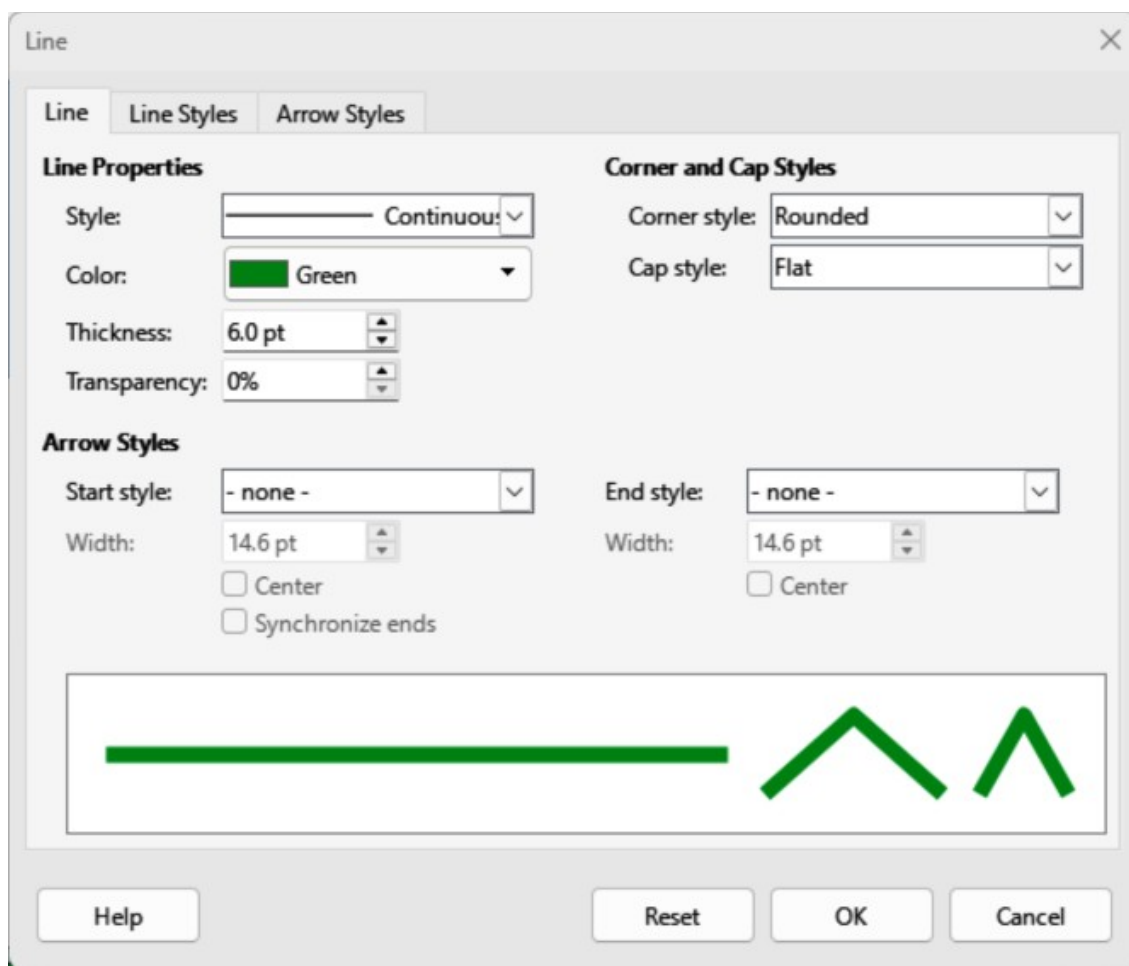 Line
Line Line Styles Arrow Styles
Line Properties
Style: Continuous
Color: Green
Thickness: 6.0 pt
Transparency: 0%
Corner and Cap Styles
Corner style: Rounded
Cap style: Flat
Arrow Styles
Start style: - none -
Width: 14.6 pt
Center
Synchronize ends
End style: - none -
Width: 14.6 pt
Center
Help Reset OK Cancel